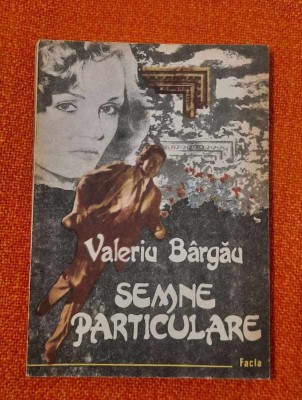 Valeriu Bârgău
SEMNE
PARTICULARE
Facla